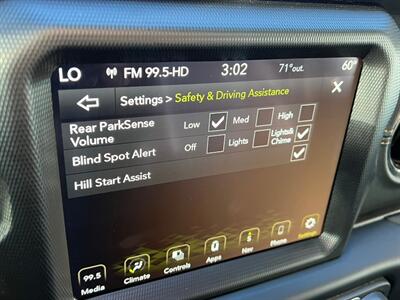 LO FM 99.5-HD 3:02 71°out. 60°
Settings > Safety & Driving Assistance
Rear ParkSense Low Med High
Volume
Blind Spot Alert Off Lights Lights&
Chime
Hill Start Assist
99.5
Media Climate Controls Apps Nav Phone Settings